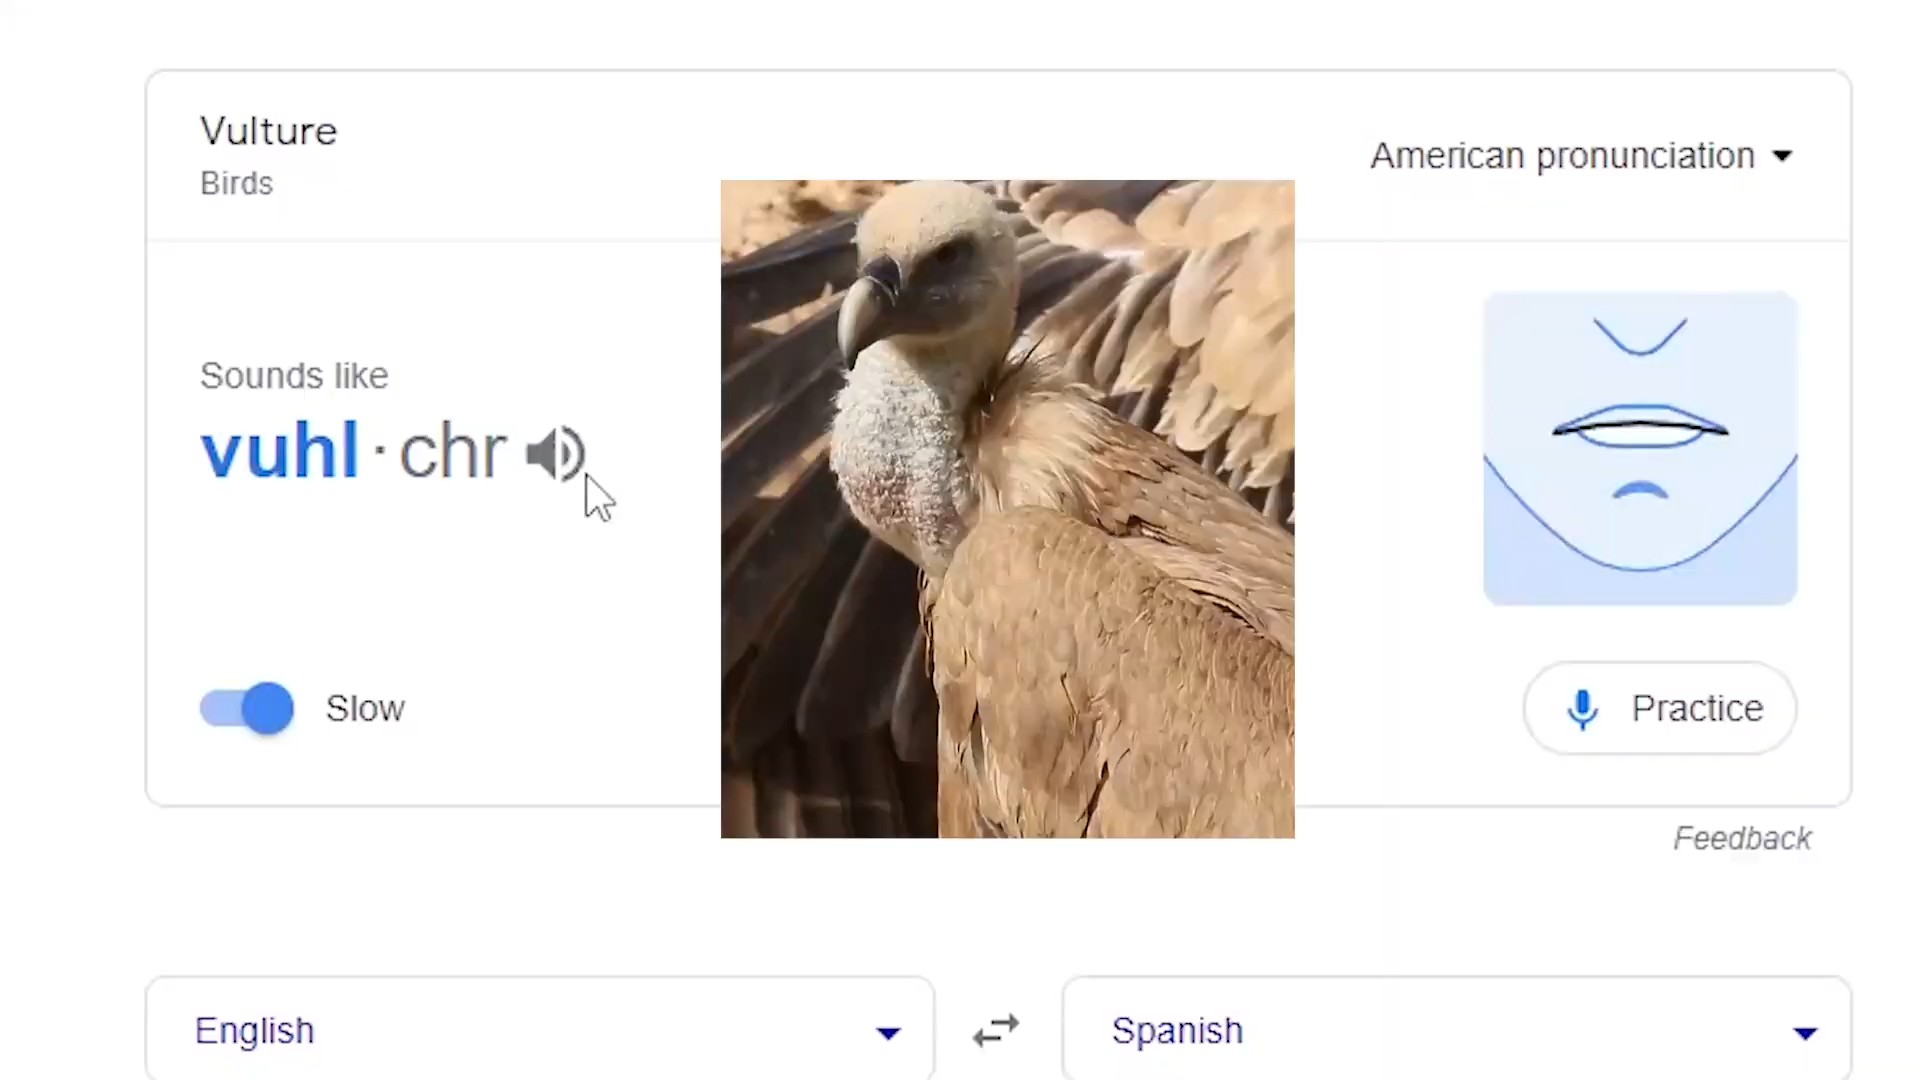 Vulture
Birds
American pronunciation
Sounds like
vuhl · chr
Slow
Practice
Feedback
English
Spanish